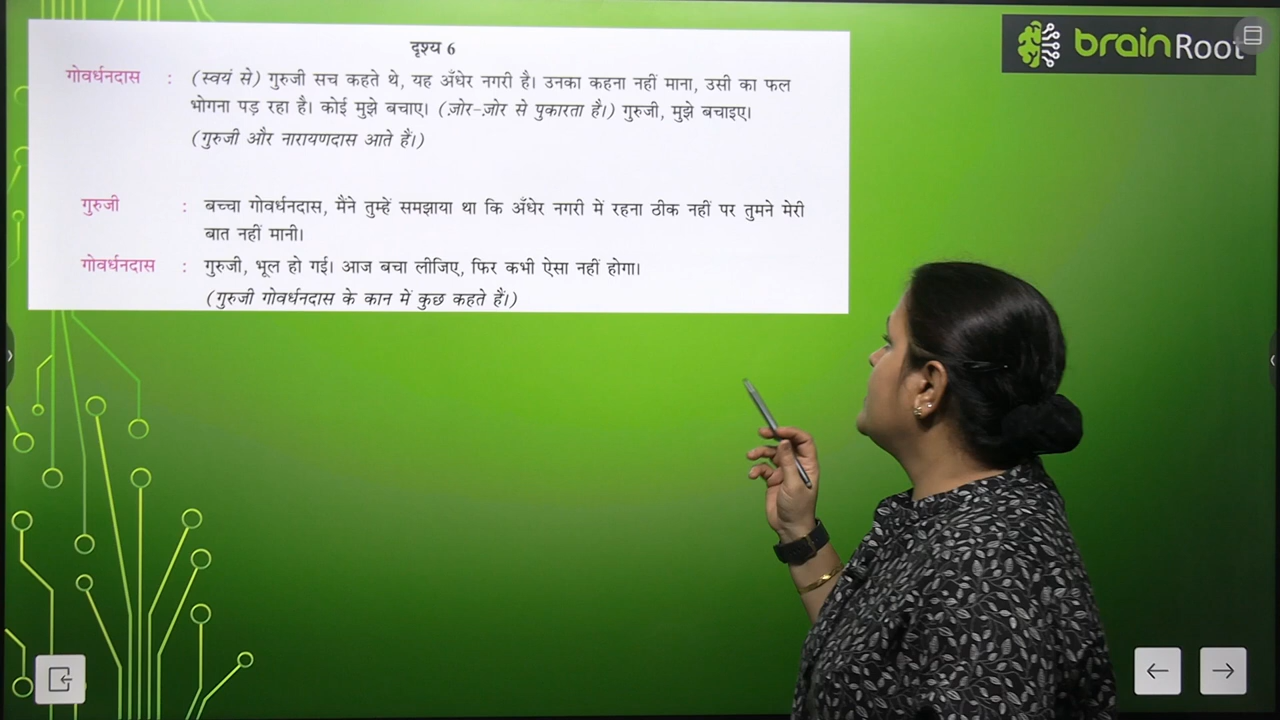 brainRoot
दृश्य 6
गोवर्धनदास : (स्वयं से) गुरुजी सच कहते थे, यह अँधेर नगरी है। उनका कहना नहीं माना, उसी का फल
भोगना पड़ रहा है। कोई मुझे बचाए। (ज़ोर-ज़ोर से पुकारता है।) गुरुजी, मुझे बचाइए।
(गुरुजी और नारायणदास आते हैं।)
गुरुजी : बच्चा गोवर्धनदास, मैंने तुम्हें समझाया था कि अँधेर नगरी में रहना ठीक नहीं पर तुमने मेरी
बात नहीं मानी।
गोवर्धनदास : गुरुजी, भूल हो गई। आज बचा लीजिए, फिर कभी ऐसा नहीं होगा।
(गुरुजी गोवर्धनदास के कान में कुछ कहते हैं।)